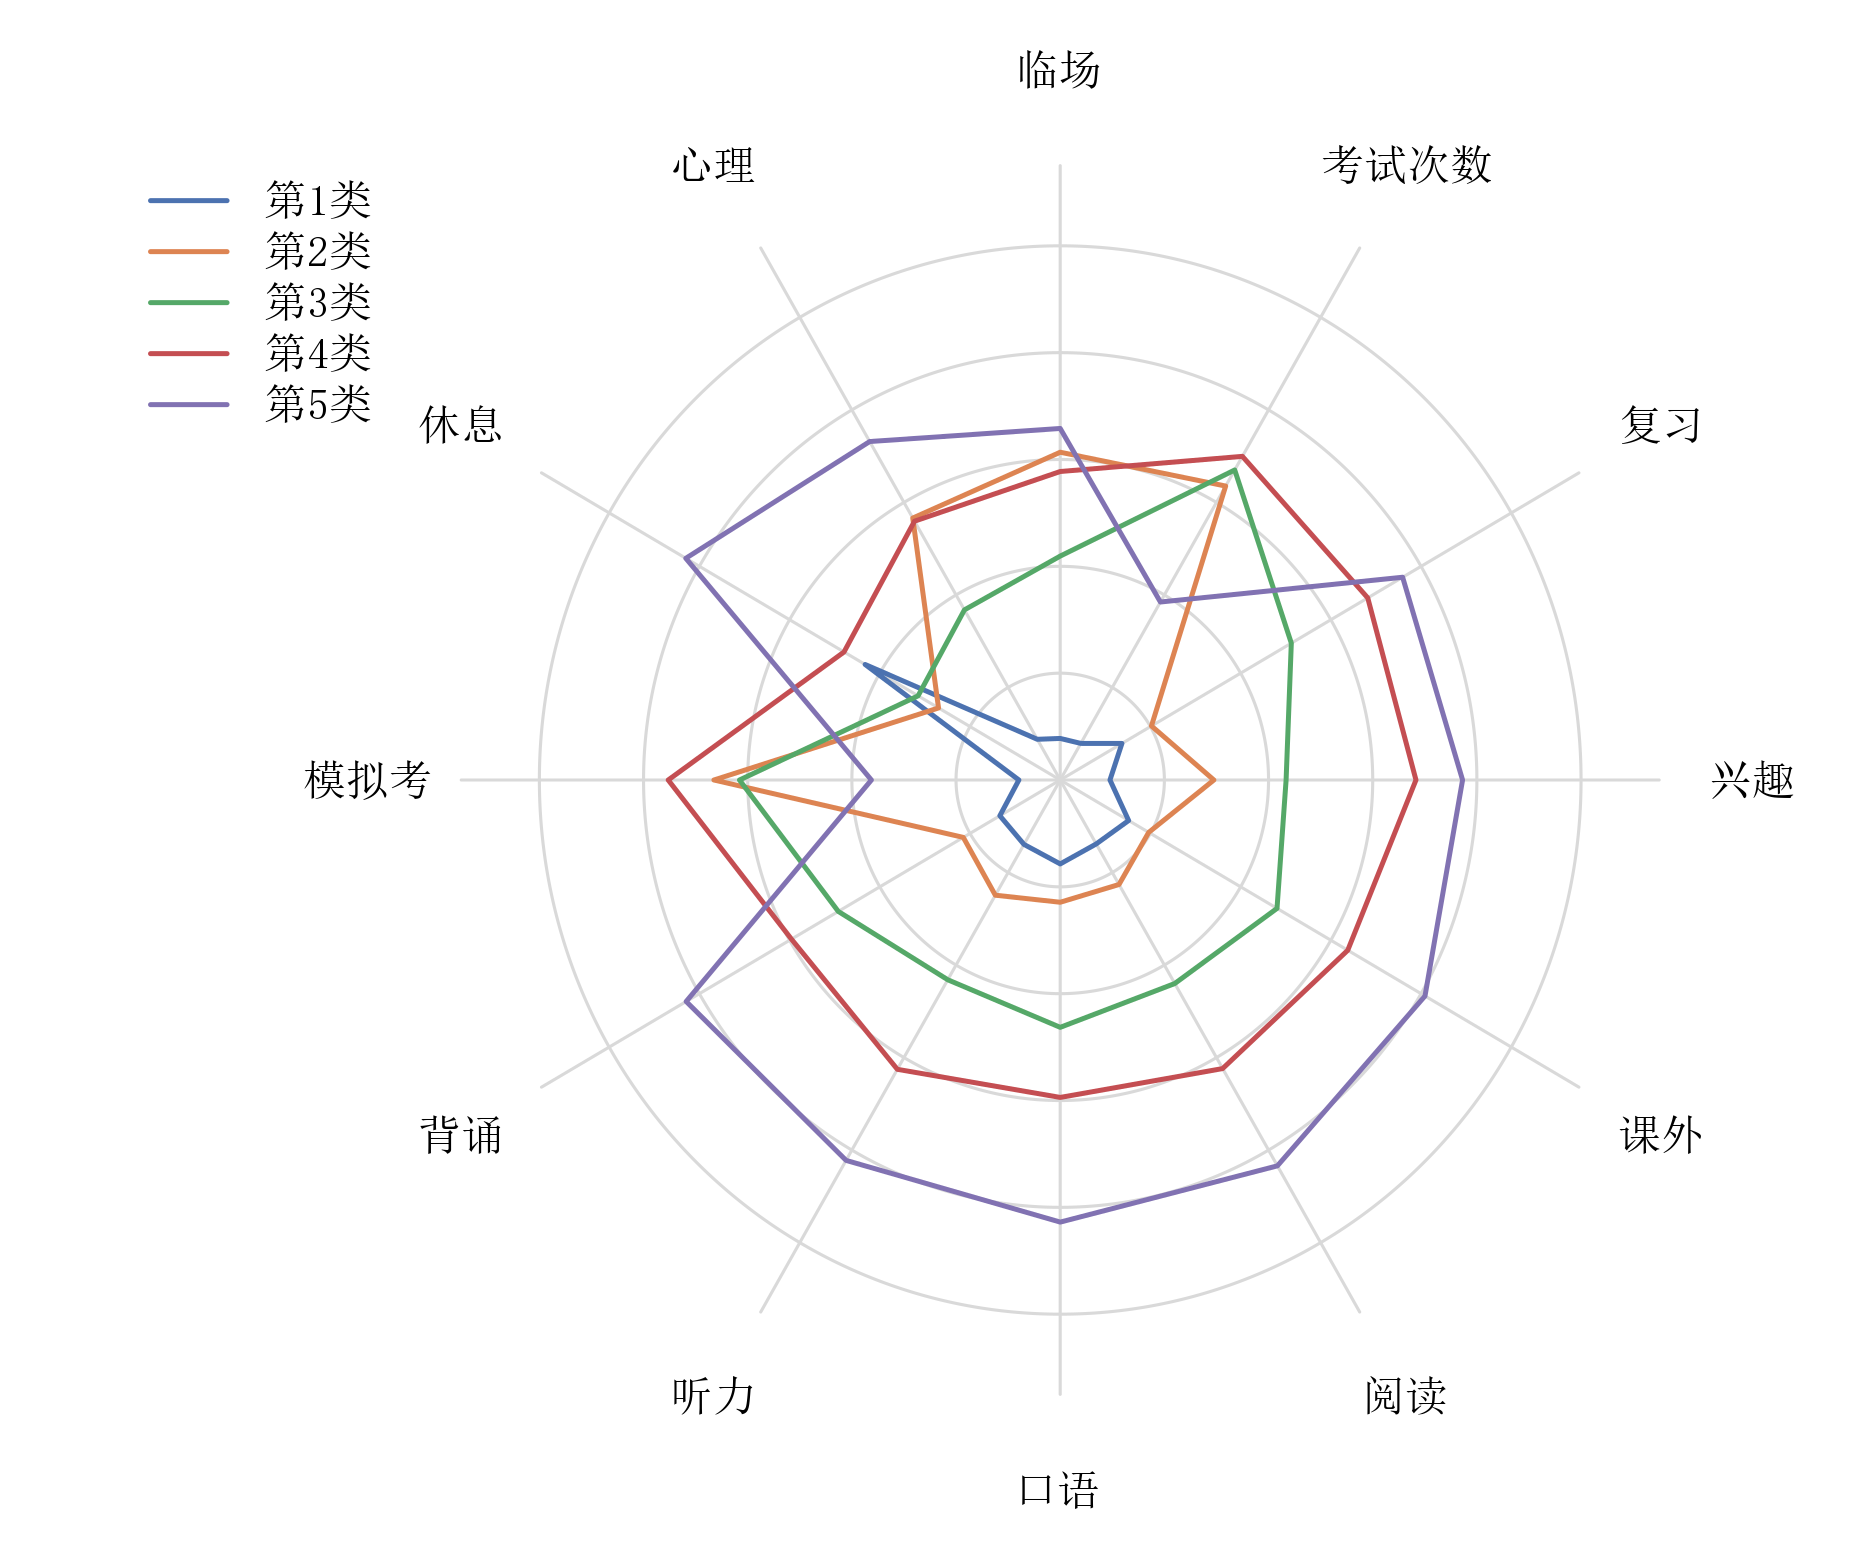 临场
心理
考试次数
第1类
第2类
第3类
第4类
第5类
休息
复习
模拟考
兴趣
背诵
课外
听力
阅读
口语